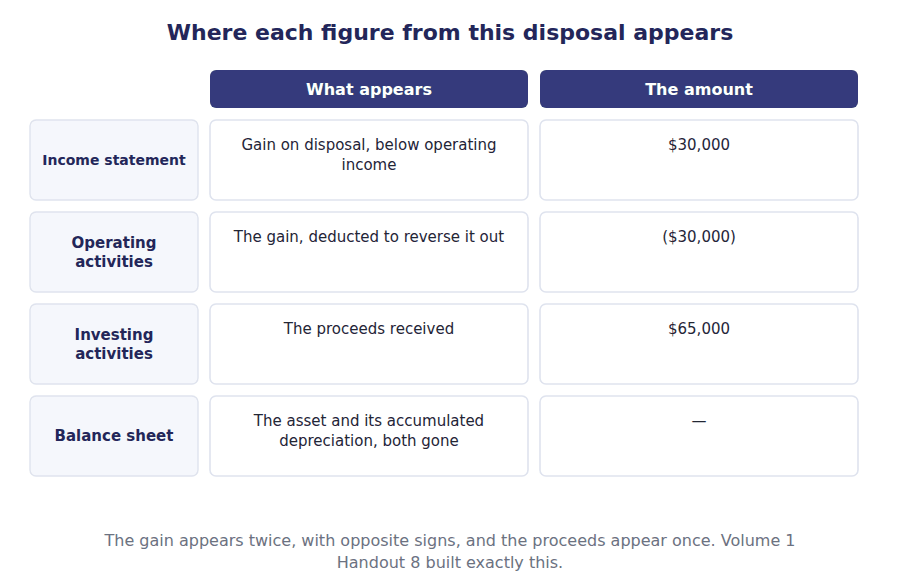 Where each figure from this disposal appears
What appears
The amount
Income statement
Gain on disposal, below operating
income
$30,000
Operating
activities
The gain, deducted to reverse it out
($30,000)
Investing
activities
The proceeds received
$65,000
Balance sheet
The asset and its accumulated
depreciation, both gone
—
The gain appears twice, with opposite signs, and the proceeds appear once. Volume 1
Handout 8 built exactly this.